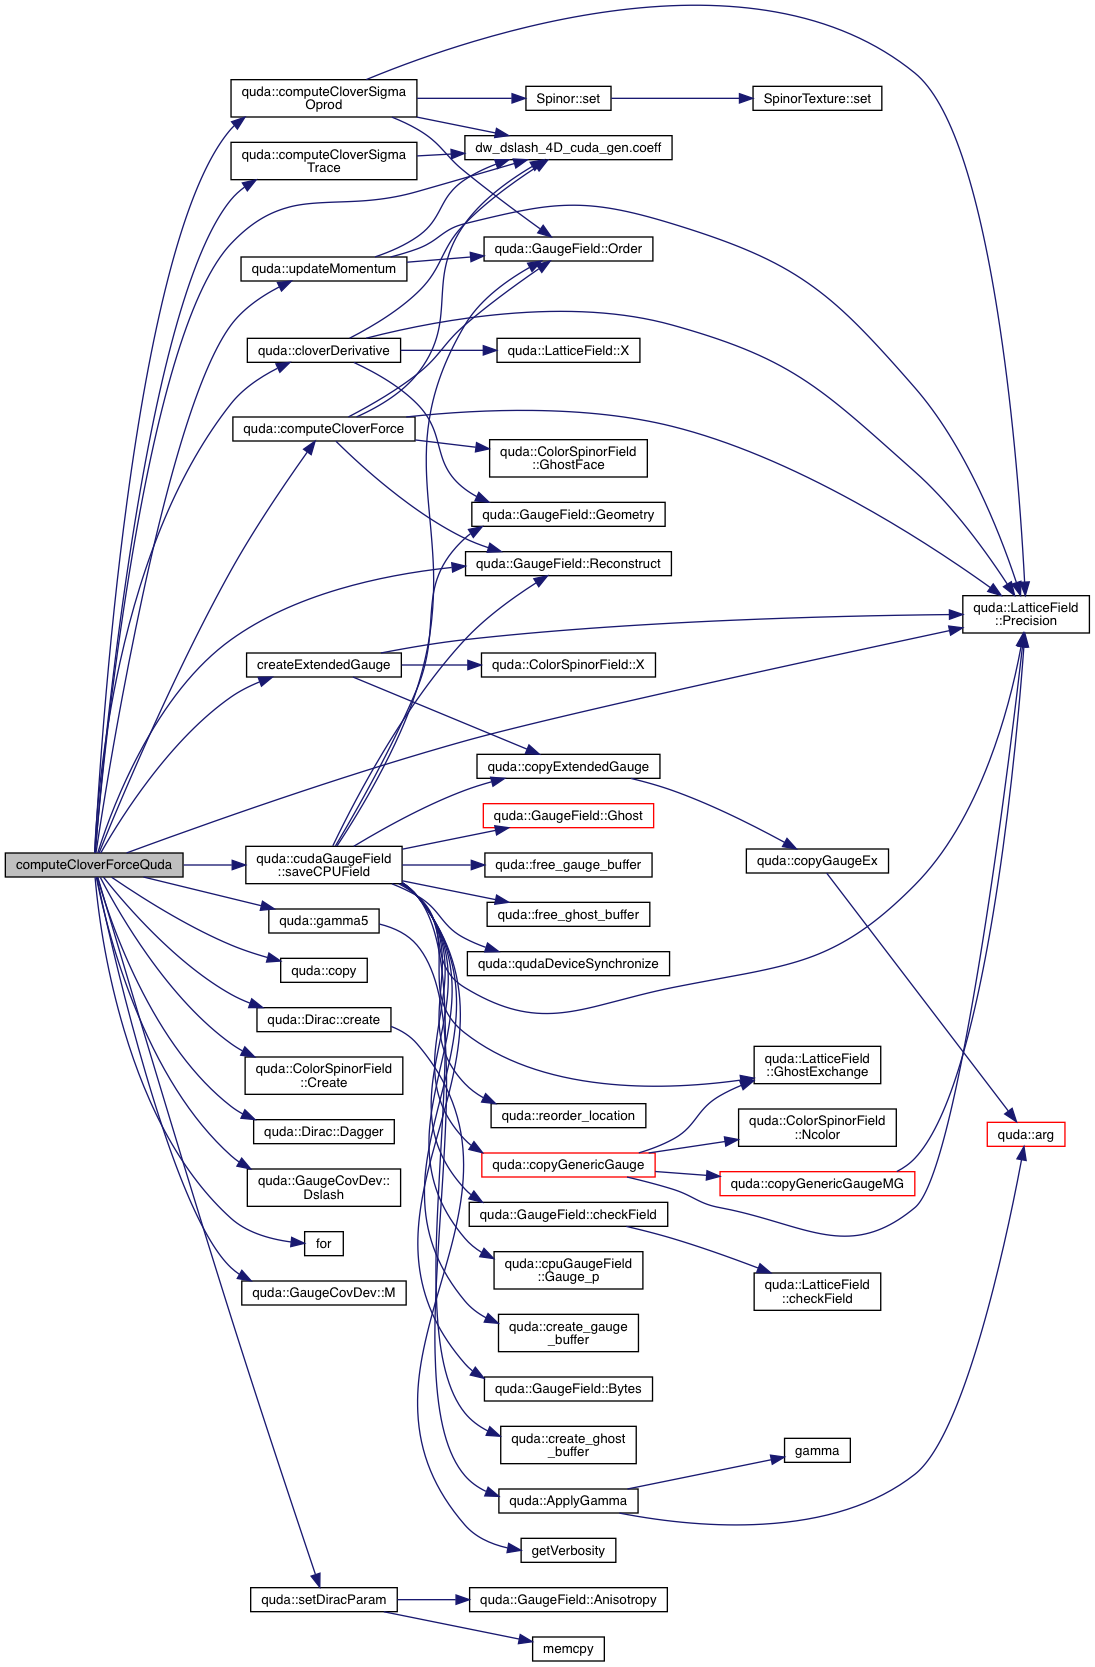 quda::computeCloverSigma
Oprod
Spinor::set
SpinorTexture::set
dw_dslash_4D_cuda_gen.coeff
quda::computeCloverSigma
Trace
quda::GaugeField::Order
quda::updateMomentum
quda::cloverDerivative
quda::LatticeField::X
quda::computeCloverForce
quda::ColorSpinorField
::GhostFace
quda::GaugeField::Geometry
quda::GaugeField::Reconstruct
quda::LatticeField
::Precision
createExtendedGauge
quda::ColorSpinorField::X
quda::copyExtendedGauge
quda::GaugeField::Ghost
computeCloverForceQuda
quda::cudaGaugeField
::saveCPUField
quda::free_gauge_buffer
quda::copyGaugeEx
quda::gamma5
quda::free_ghost_buffer
quda::copy
quda::qudaDeviceSynchronize
quda::Dirac::create
quda::ColorSpinorField
::Create
quda::LatticeField
::GhostExchange
quda::reorder_location
quda::ColorSpinorField
::Ncolor
quda::arg
quda::Dirac::Dagger
quda::copyGenericGauge
quda::copyGenericGaugeMG
quda::GaugeCovDev::
Dslash
quda::GaugeField::checkField
for
quda::cpuGaugeField
::Gauge_p
quda::LatticeField
::checkField
quda::GaugeCovDev::M
quda::create_gauge
_buffer
quda::GaugeField::Bytes
quda::create_ghost
_buffer
gamma
quda::ApplyGamma
getVerbosity
quda::setDiracParam
quda::GaugeField::Anisotropy
memcpy